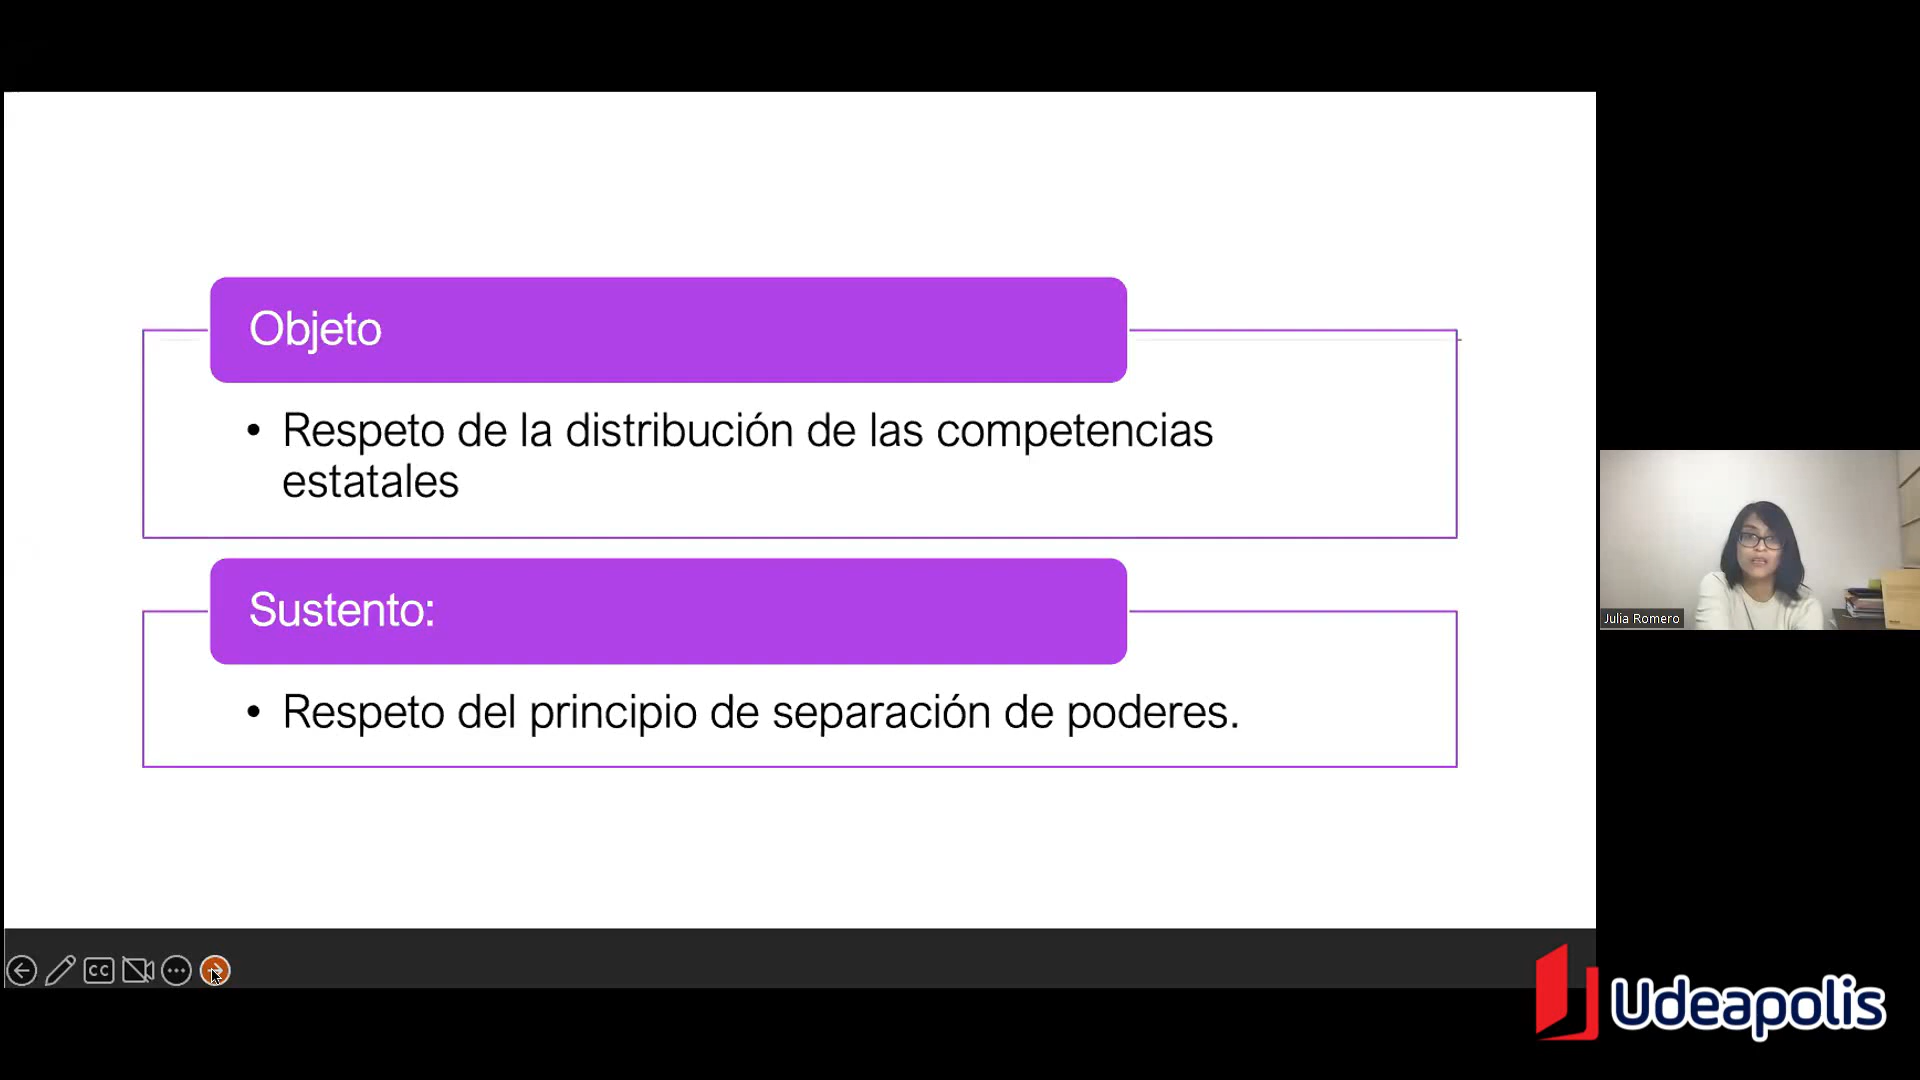 Objeto
• Respeto de la distribución de las competencias
estatales
Sustento:
• Respeto del principio de separación de poderes.
Julia Romero
CC
Udeapolis